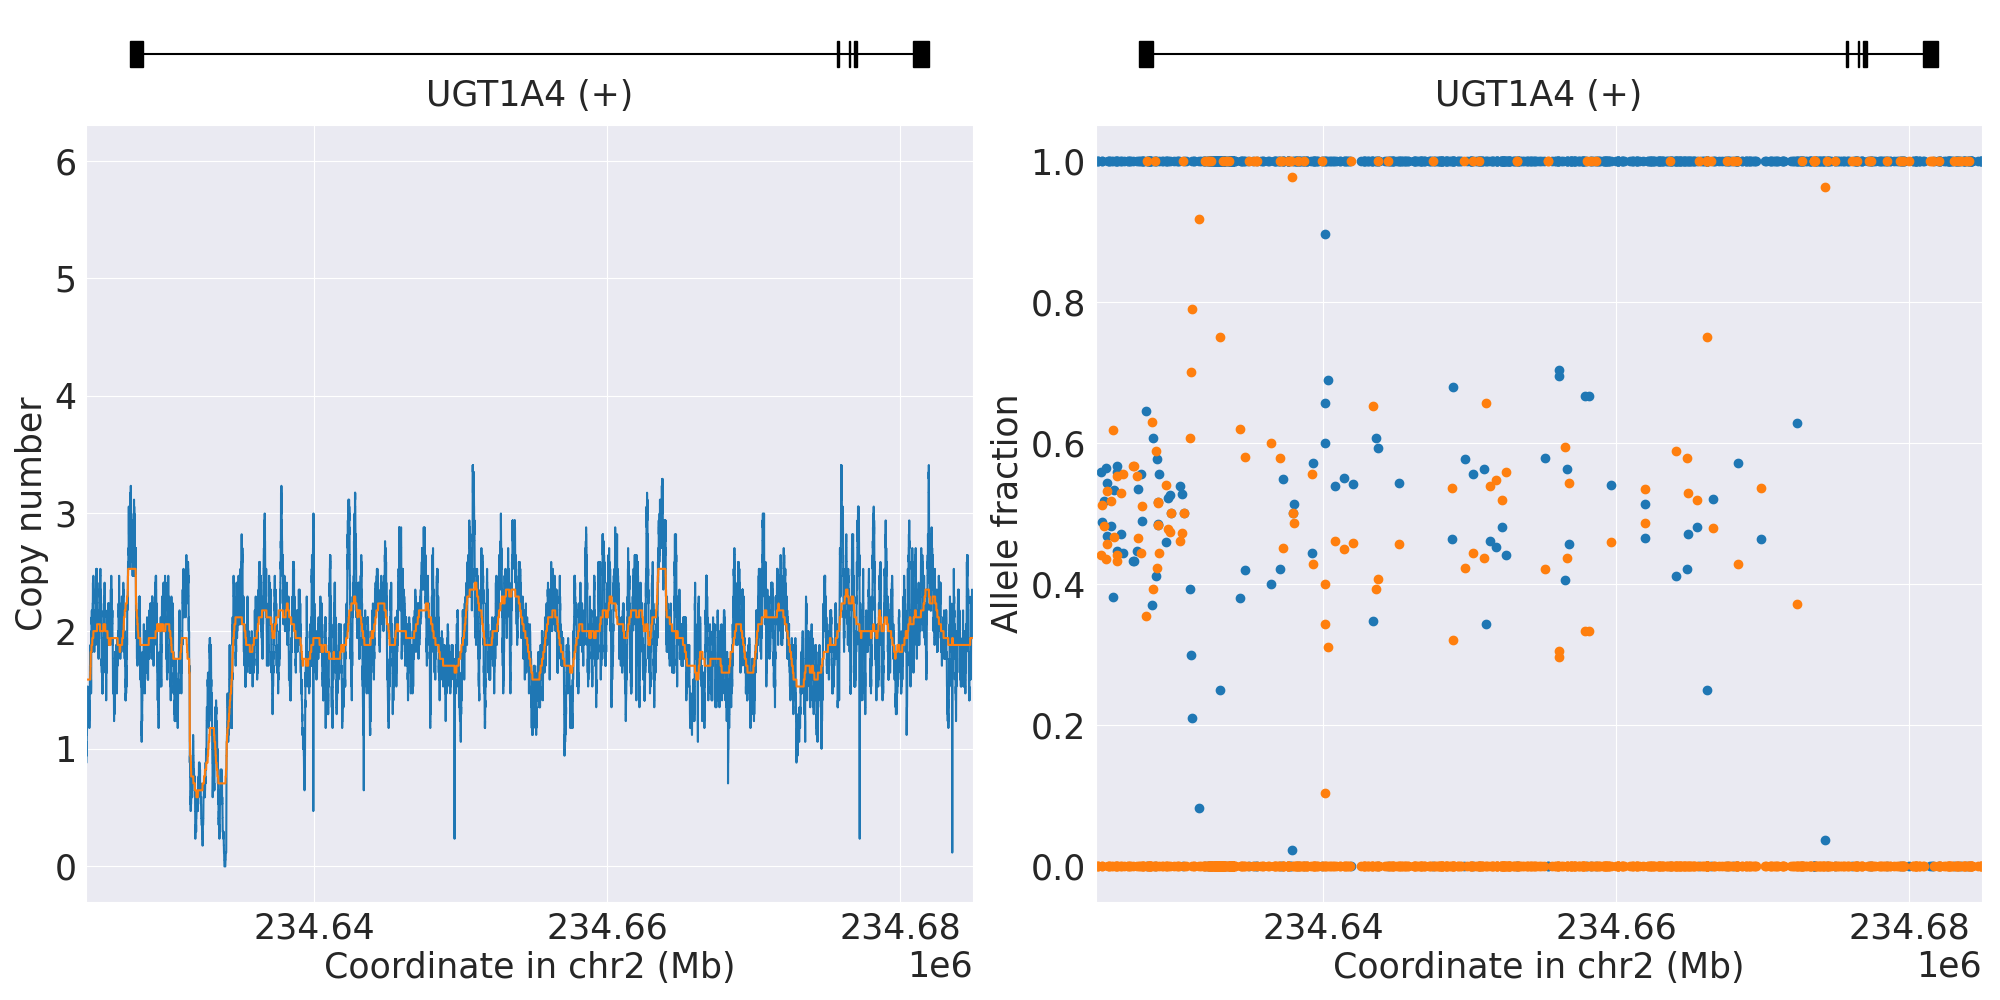 UGT1A4 (+)
6
5
4
3
2
1
0
Copy number
234.64
234.66
234.68
Coordinate in chr2 (Mb)
1e6
UGT1A4 (+)
1.0
0.8
0.6
0.4
0.2
0.0
Allele fraction
234.64
234.66
234.68
Coordinate in chr2 (Mb)
1e6